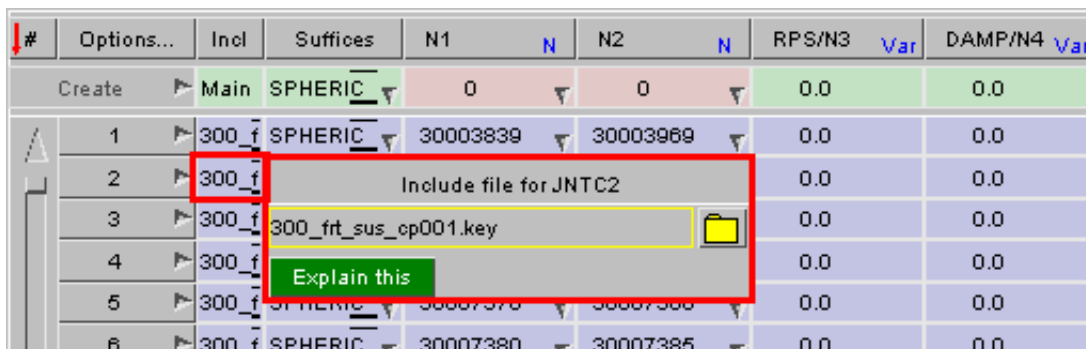 # Options... Incl Suffices N1 N N2 N RPS/N3 Var DAMP/N4 Var
Create Main SPHERIC 0 0 0.0 0.0
1 300_f SPHERIC 30003839 30003969 0.0 0.0
2 300_f Include file for JNTC2 0.0 0.0
3 300_f 300_frt_sus_cp001.key 0.0 0.0
4 300_f Explain this 0.0 0.0
5 300_f SPHERIC 0.0 0.0
6 300_f SPHERIC 30007380 30007385 0.0 0.0